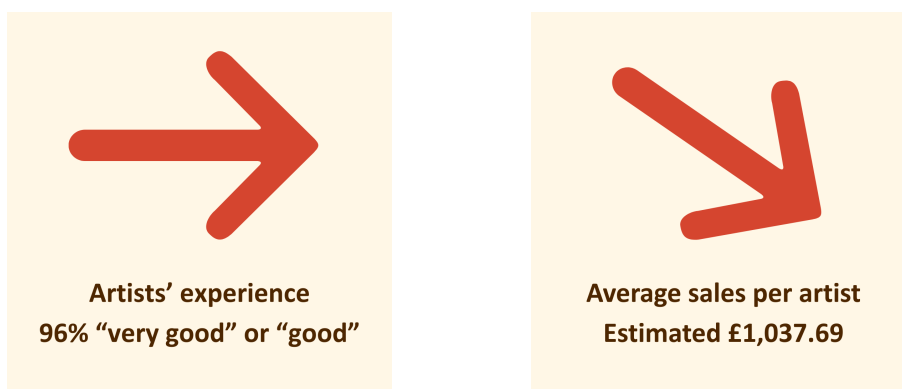 Artists’ experience
96% “very good” or “good”
Average sales per artist
Estimated £1,037.69